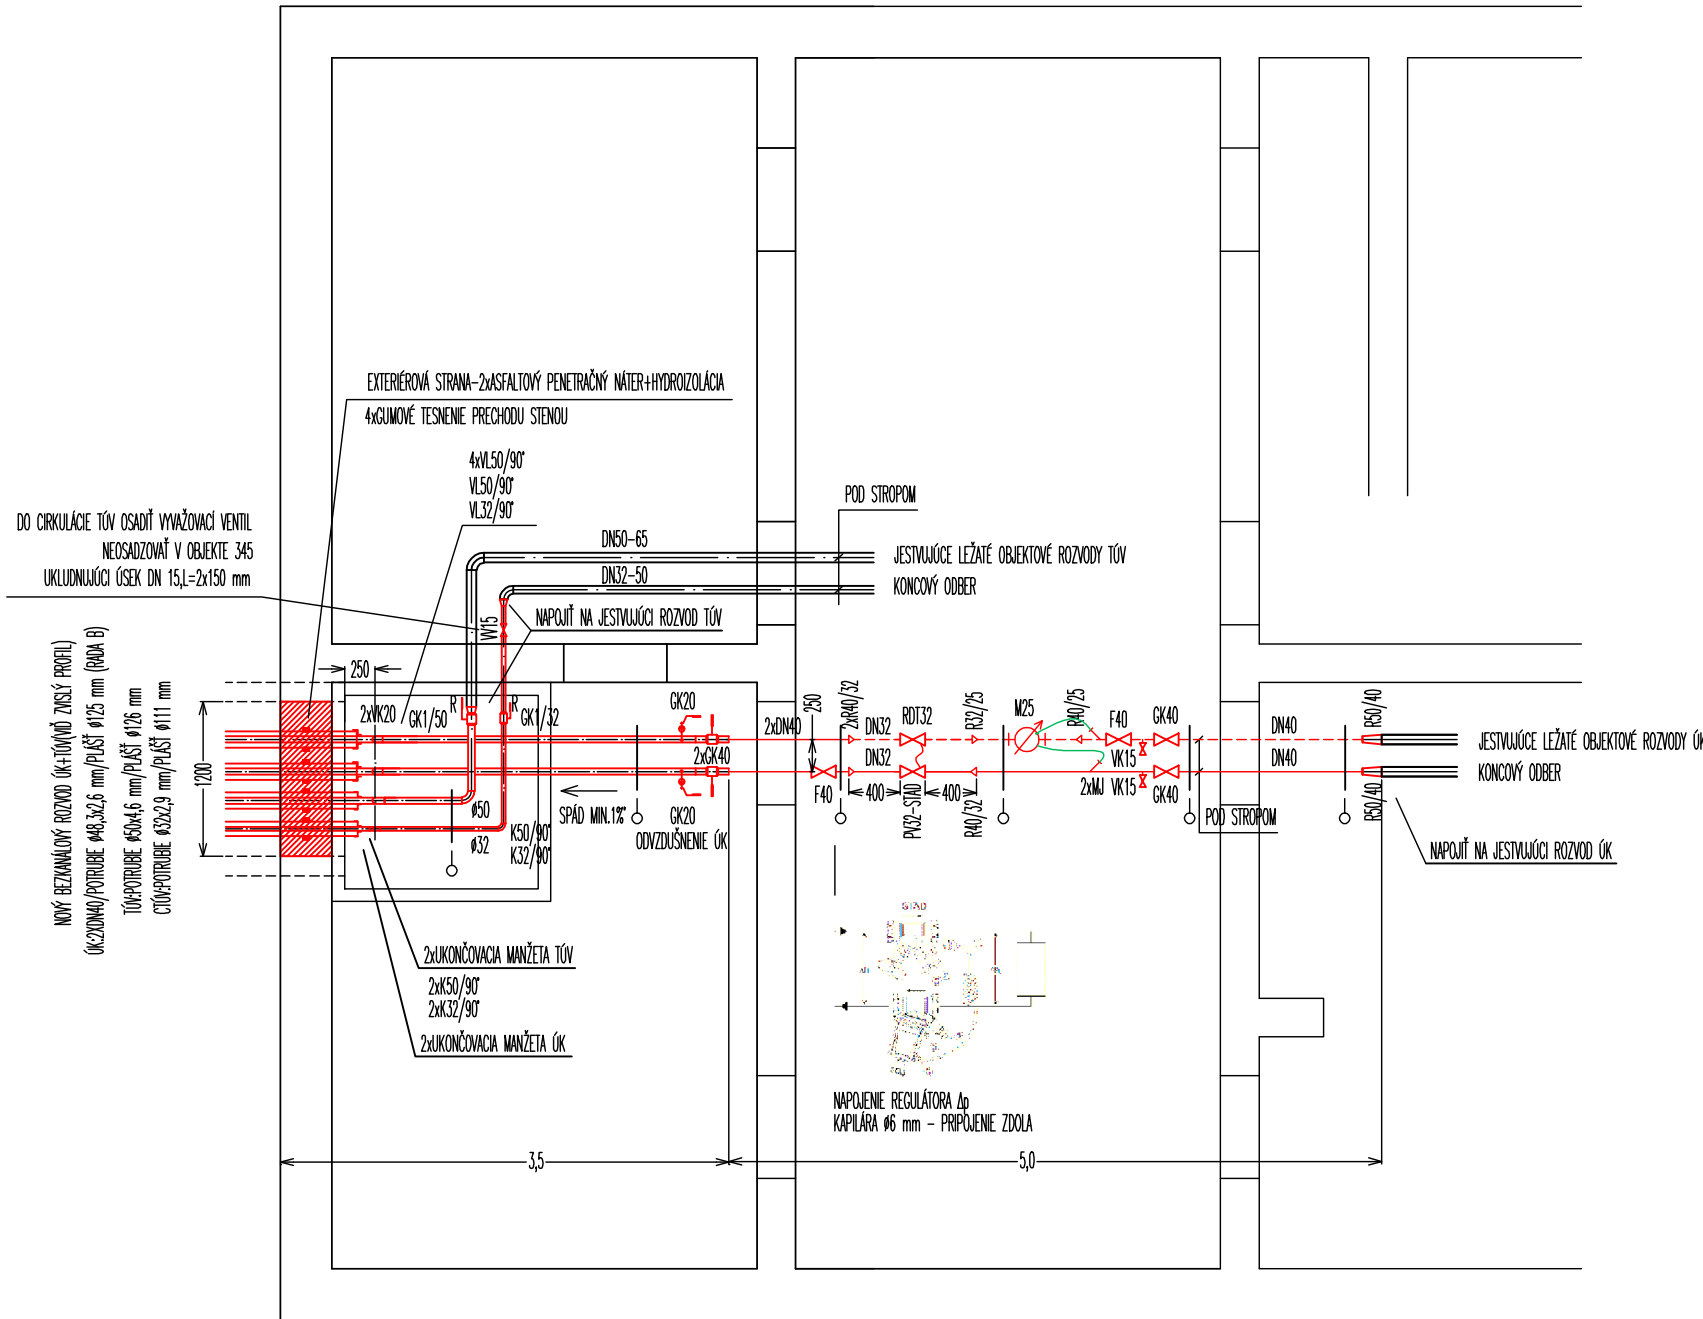 EXTERIÉROVÁ STRANA-2xASFALTOVÝ PENETRAČNÝ NÁTER+HYDROIZOLÁCIA
4xGUMOVÉ TESNENIE PRECHODU STENOU
4xVL50/90°
VL50/90°
VL32/90°
DO CIRKULÁCIE TÚV OSADIŤ VYVAŽOVACÍ VENTIL
NEOSADZOVAŤ V OBJEKTE 345
UKLUDNUJÚCI ÚSEK DN 15,L=2x150 mm
POD STROPOM
DN50-65
JESTVUJÚCE LEŽATÉ OBJEKTOVÉ ROZVODY TÚV
DN32-50
KONCOVÝ ODBER
VV15
NAPOJIŤ NA JESTVUJÚCI ROZVOD TÚV
NOVÝ BEZKANÁLOVÝ ROZVOD ÚK+TÚV(VIĎ ZVISLÝ PROFIL)
ÚK:2XDN40/POTRUBIE ø48,3x2,6 mm/PLÁŠŤ ø125 mm (RADA B)
TÚV:POTRUBIE ø50x4,6 mm/PLÁŠŤ ø126 mm
CTÚV:POTRUBIE ø32x2,9 mm/PLÁŠŤ ø111 mm
250
1200
2xVK20
GK1/50
R
R
GK1/32
GK20
2xGK40
GK20
ODVZDUŠNENIE ÚK
SPÁD MIN.1%°
ø50
ø32
K50/90°
K32/90°
2xDN40
250
2xR40/32
DN32
RDT32
R32/25
M25
R40/25
F40
GK40
DN40
R50/40
JESTVUJÚCE LEŽATÉ OBJEKTOVÉ ROZVODY ÚK
DN32
VK15
DN40
KONCOVÝ ODBER
F40
400
PV32-STAD
400
R40/32
2xMJ
VK15
GK40
POD STROPOM
R50/40
NAPOJIŤ NA JESTVUJÚCI ROZVOD ÚK
2xUKONČOVACIA MANŽETA TÚV
2xK50/90°
2xK32/90°
2xUKONČOVACIA MANŽETA ÚK
STAD
NAPOJENIE REGULÁTORA Δp
KAPILÁRA ø6 mm - PRIPOJENIE ZDOLA
3,5
5,0